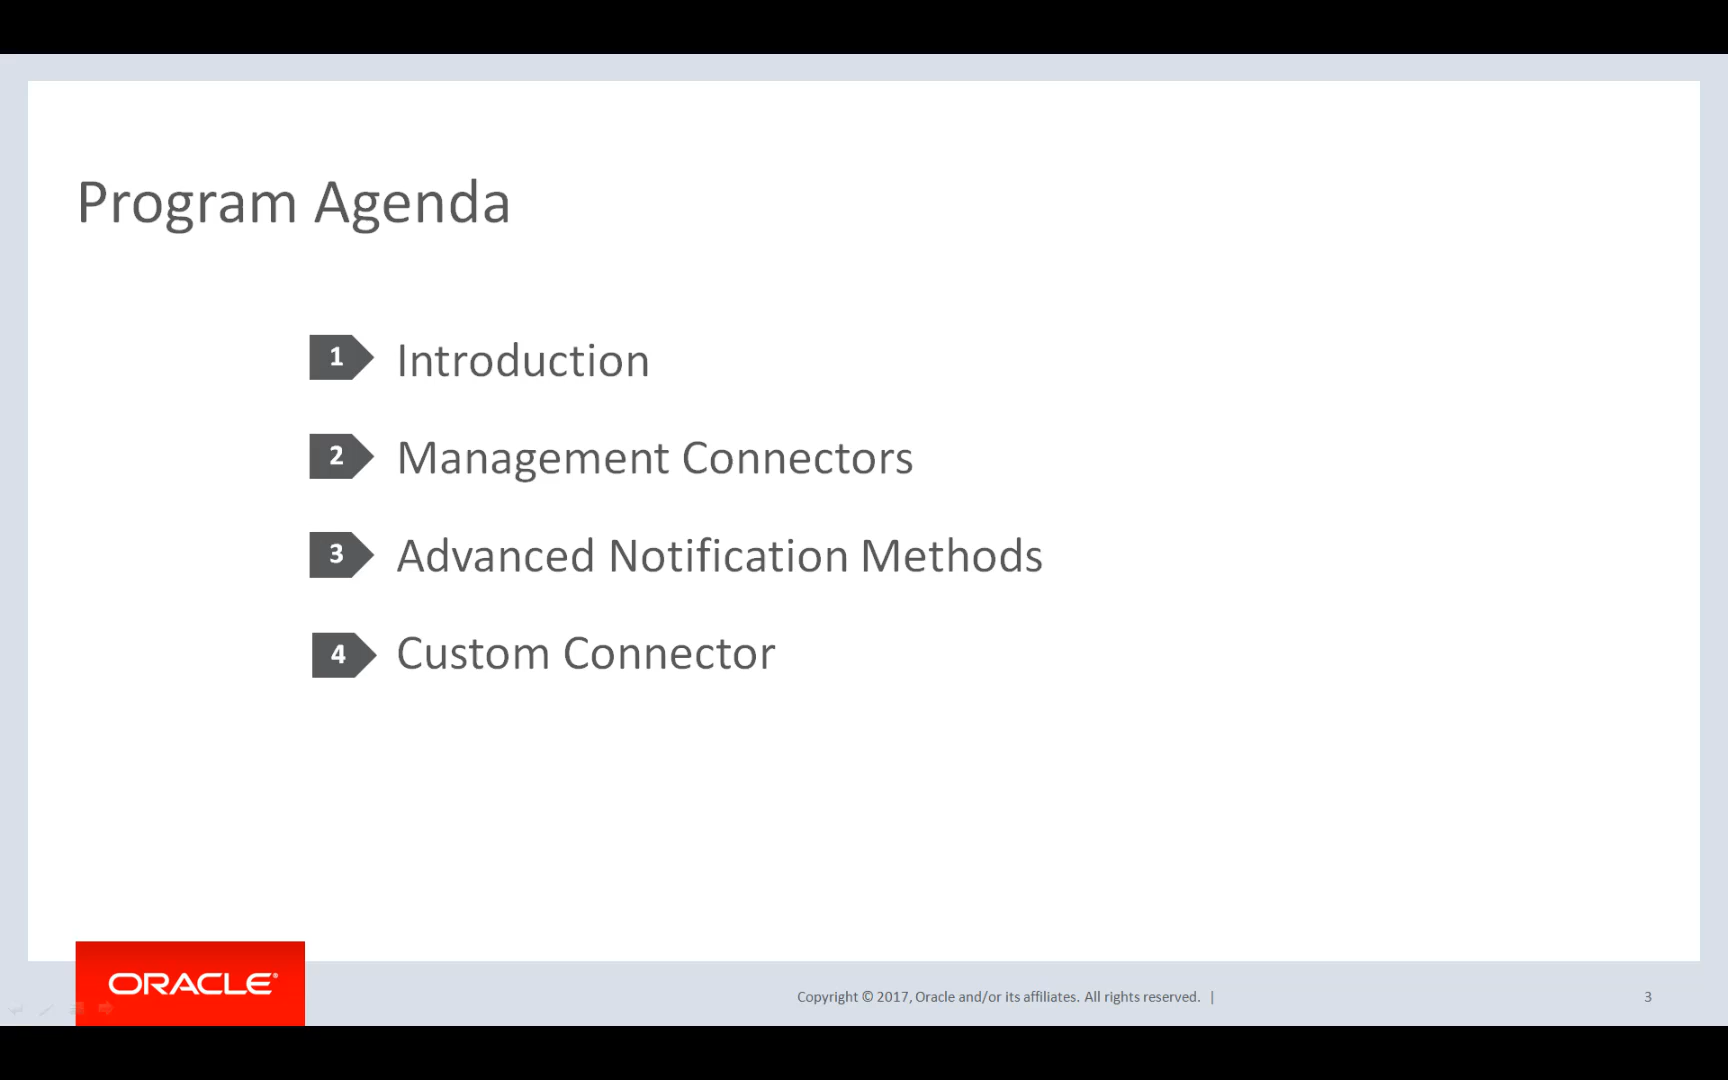 Program Agenda
1 Introduction
2 Management Connectors
3 Advanced Notification Methods
4 Custom Connector
ORACLE®
Copyright © 2017, Oracle and/or its affiliates. All rights reserved. |
3